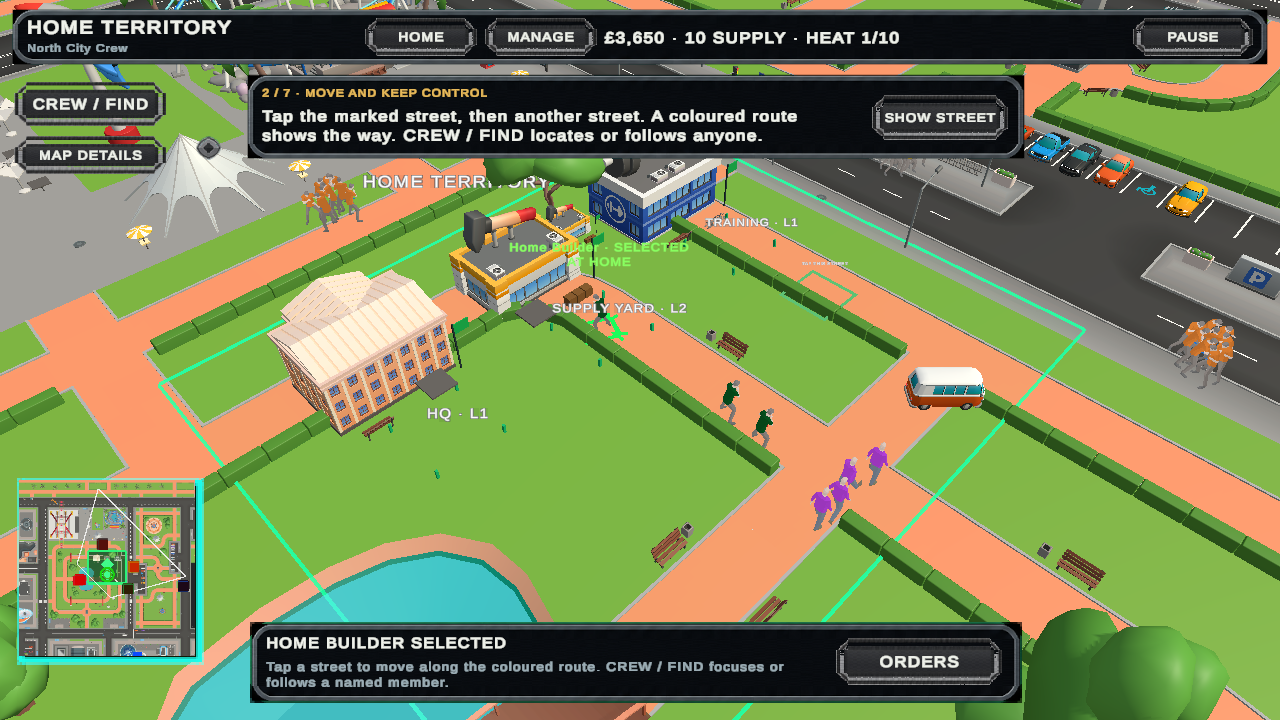 HOME TERRITORY
North City Crew
HOME
MANAGE
£3,650 · 10 SUPPLY · HEAT 1/10
PAUSE
CREW / FIND
MAP DETAILS
2 / 7 · MOVE AND KEEP CONTROL
Tap the marked street, then another street. A coloured route
shows the way. CREW / FIND locates or follows anyone.
SHOW STREET
HOME TERRITORY
TRAINING · L1
Home Builder · SELECTED
AT HOME
TAP THIS STREET
SUPPLY YARD · L2
HQ · L1
P
HOME BUILDER SELECTED
Tap a street to move along the coloured route. CREW / FIND focuses or
follows a named member.
ORDERS